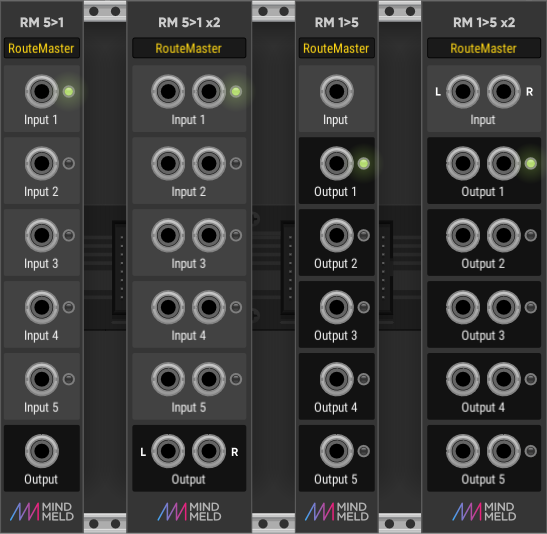 RM 5>1
RouteMaster
Input 1
Input 2
Input 3
Input 4
Input 5
Output
MIND
MELD
RM 5>1 x2
RouteMaster
Input 1
Input 2
Input 3
Input 4
Input 5
L R
Output
MIND
MELD
RM 1>5
RouteMaster
Input
Output 1
Output 2
Output 3
Output 4
Output 5
MIND
MELD
RM 1>5 x2
RouteMaster
L R
Input
Output 1
Output 2
Output 3
Output 4
Output 5
MIND
MELD